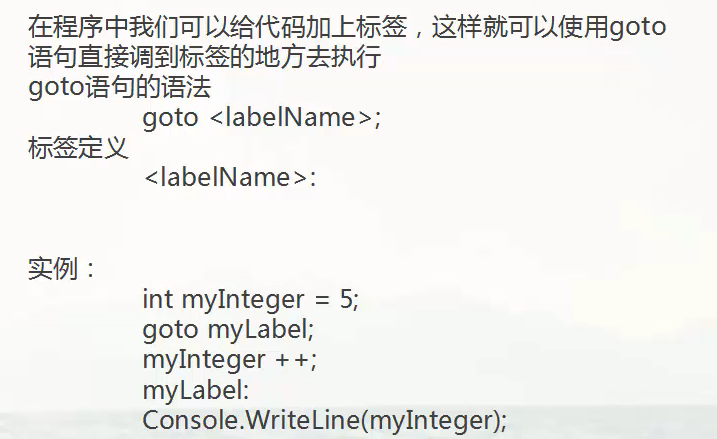 在程序中我们可以给代码加上标签，这样就可以使用goto
语句直接调到标签的地方去执行
goto语句的语法
goto <labelName>;
标签定义
<labelName>:
实例：
int myInteger = 5;
goto myLabel;
myInteger ++;
myLabel:
Console.WriteLine(myInteger);